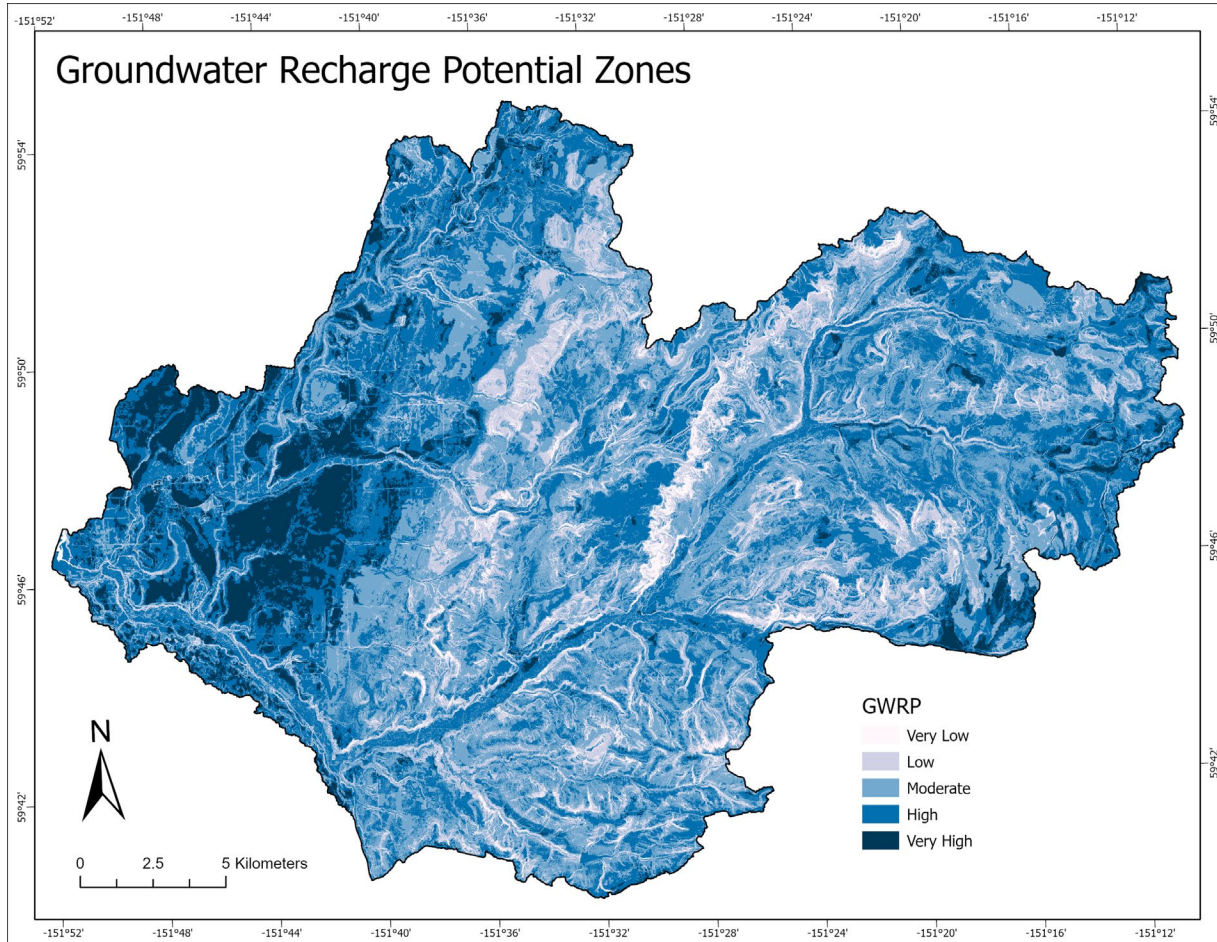 -151°52' -151°48' -151°44' -151°40' -151°36' -151°32' -151°28' -151°24' -151°20' -151°16' -151°12'
Groundwater Recharge Potential Zones
59°54'
59°54'
59°50'
59°50'
59°46'
59°46'
59°42'
59°42'
GWRP
Very Low
Low
Moderate
High
Very High
N
0 2.5 5 Kilometers
-151°52' -151°48' -151°44' -151°40' -151°36' -151°32' -151°28' -151°24' -151°20' -151°16' -151°12'